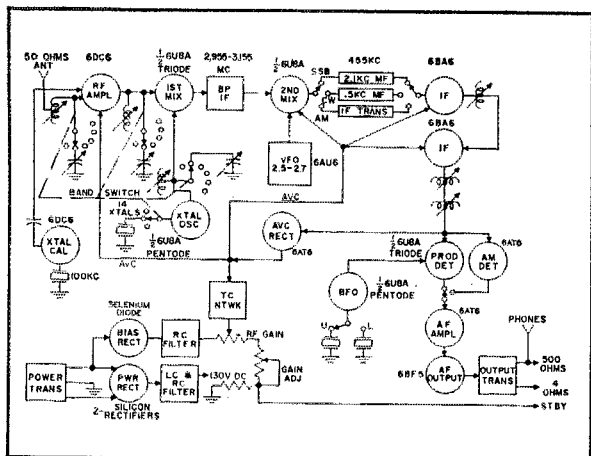 50 OHMS
ANT
6DC6
RF
AMPL
½ 6U8A
TRIODE
1ST
MIX
2,955-3,155
MC
BP
IF
½ 6U8A
2ND
MIX
SSB
CW
AM
455KC
2.1KC MF
.5KC MF
IF TRANS
6BA6
IF
6BA6
IF
VFO
2.5-2.7
6AU6
AVC
BAND SWITCH
14
XTALS
XTAL
OSC
½ 6U8A
PENTODE
6DC6
XTAL
CAL
100KC
AVC
AVC
RECT
6AT6
½ 6U8A
TRIODE
PROD
DET
6AT6
AM
DET
BFO
½ 6U8A
PENTODE
U
L
TC
NTWK
SELENIUM
DIODE
BIAS
RECT
RC
FILTER
RF GAIN
GAIN
ADJ
6AT6
AF
AMPL
PHONES
POWER
TRANS
PWR
RECT
2-SILICON
RECTIFIERS
LC &
RC
FILTER
130V DC
6BF5
AF
OUTPUT
OUTPUT
TRANS
500
OHMS
4
OHMS
STBY